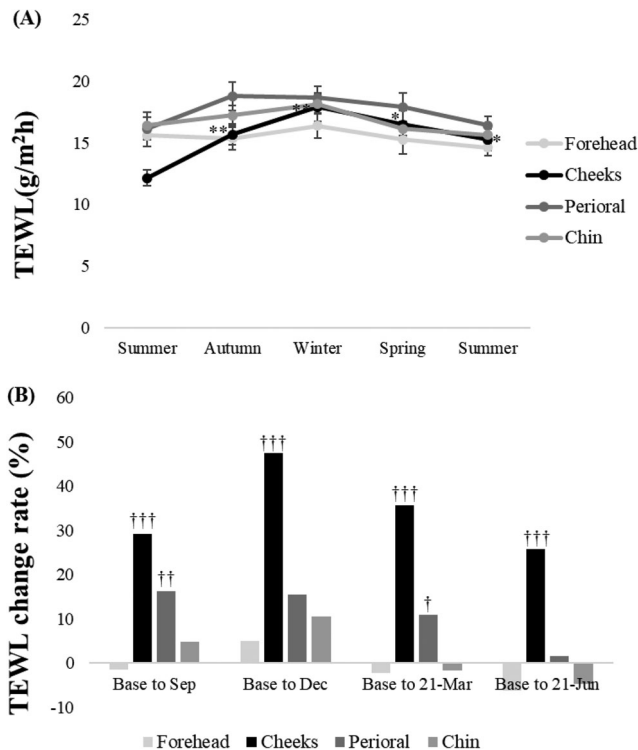 (A)
TEWL(g/m²h)
25
20
15
10
5
0
**
**
*
*
Summer Autumn Winter Spring Summer
Forehead
Cheeks
Perioral
Chin
(B)
TEWL change rate (%)
60
50
40
30
20
10
0
-10
†††
††
†††
†††
†
†††
Base to Sep Base to Dec Base to 21-Mar Base to 21-Jun
Forehead Cheeks Perioral Chin